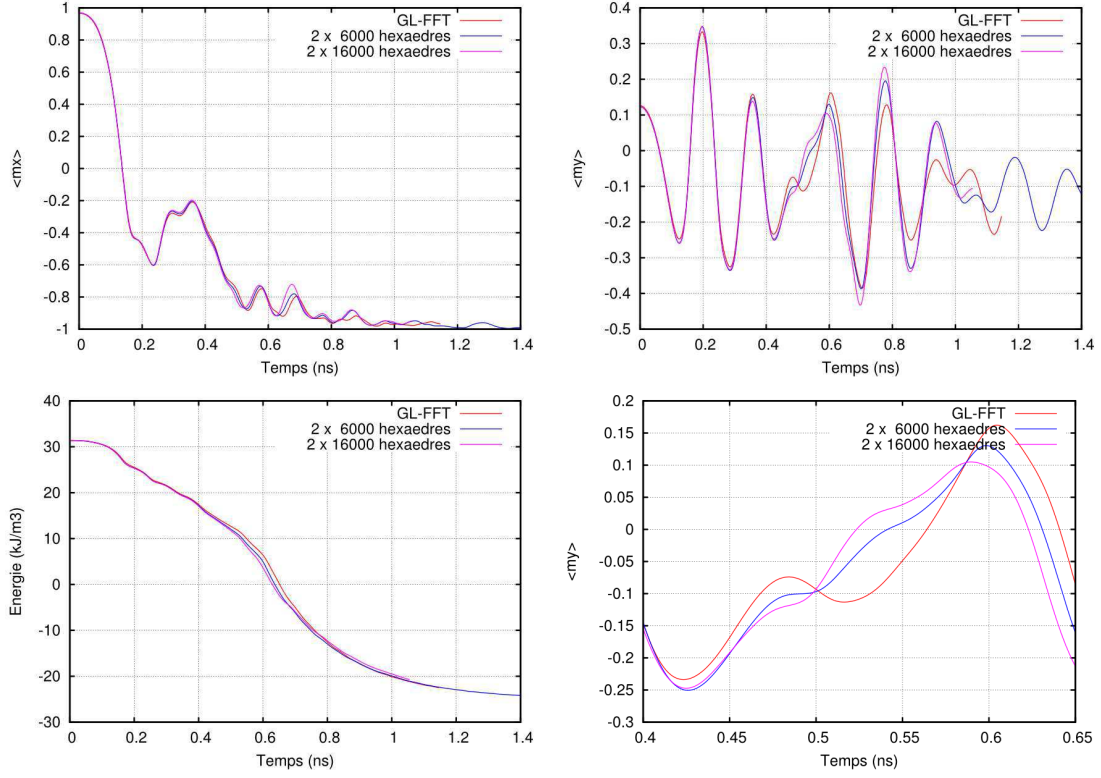 GL-FFT
2 x 6000 hexaedres
2 x 16000 hexaedres
1
0.8
0.6
0.4
0.2
0
-0.2
-0.4
-0.6
-0.8
-1
<mx>
0 0.2 0.4 0.6 0.8 1 1.2 1.4
Temps (ns)
GL-FFT
2 x 6000 hexaedres
2 x 16000 hexaedres
0.4
0.3
0.2
0.1
0
-0.1
-0.2
-0.3
-0.4
-0.5
<my>
0 0.2 0.4 0.6 0.8 1 1.2 1.4
Temps (ns)
GL-FFT
2 x 6000 hexaedres
2 x 16000 hexaedres
40
30
20
10
0
-10
-20
-30
Energie (kJ/m3)
0 0.2 0.4 0.6 0.8 1 1.2 1.4
Temps (ns)
GL-FFT
2 x 6000 hexaedres
2 x 16000 hexaedres
0.2
0.15
0.1
0.05
0
-0.05
-0.1
-0.15
-0.2
-0.25
-0.3
<my>
0.4 0.45 0.5 0.55 0.6 0.65
Temps (ns)